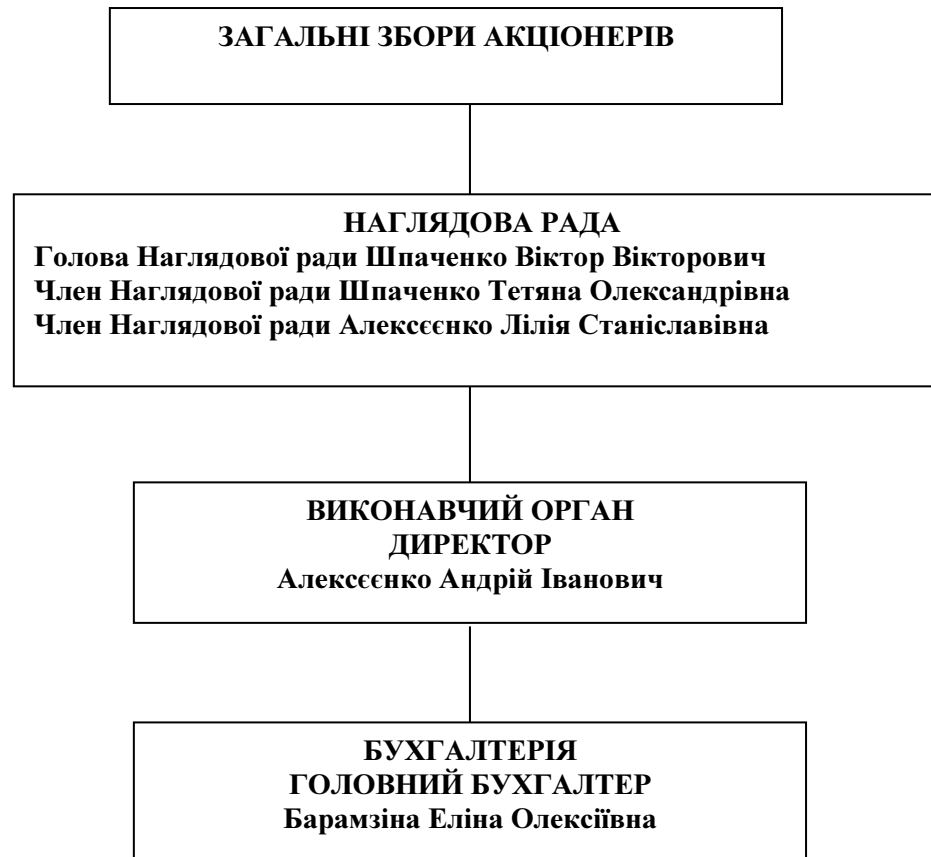 ЗАГАЛЬНІ ЗБОРИ АКЦІОНЕРІВ
НАГЛЯДОВА РАДА
Голова Наглядової ради Шпаченко Віктор Вікторович
Член Наглядової ради Шпаченко Тетяна Олександрівна
Член Наглядової ради Алексєєнко Лілія Станіславівна
ВИКОНАВЧИЙ ОРГАН
ДИРЕКТОР
Алексєєнко Андрій Іванович
БУХГАЛТЕРІЯ
ГОЛОВНИЙ БУХГАЛТЕР
Барамзіна Еліна Олексіївна